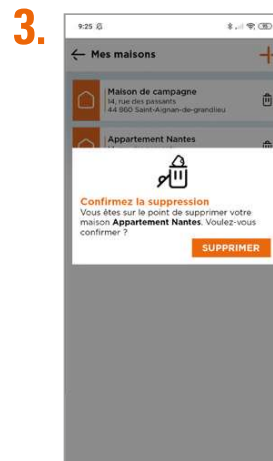 3.
9:25
Mes maisons
Maison de campagne
14, rue des passants
44 860 Saint-Aignan-de-grandlieu
Appartement Nantes
Confirmez la suppression
Vous êtes sur le point de supprimer votre
maison Appartement Nantes. Voulez-vous
confirmer ?
SUPPRIMER